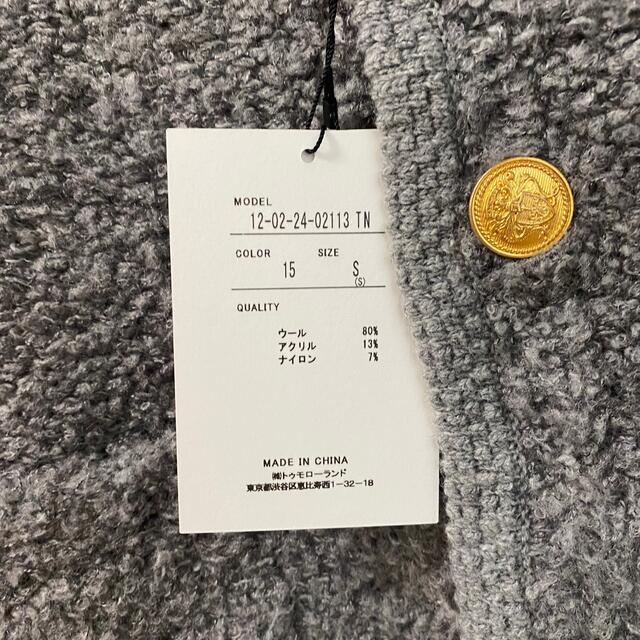 MODEL
12-02-24-02113 TN
COLOR SIZE
15 S
(S)
QUALITY
ウール 80%
アクリル 13%
ナイロン 7%
MADE IN CHINA
㈱トゥモローランド
東京都渋谷区恵比寿西1-32-18